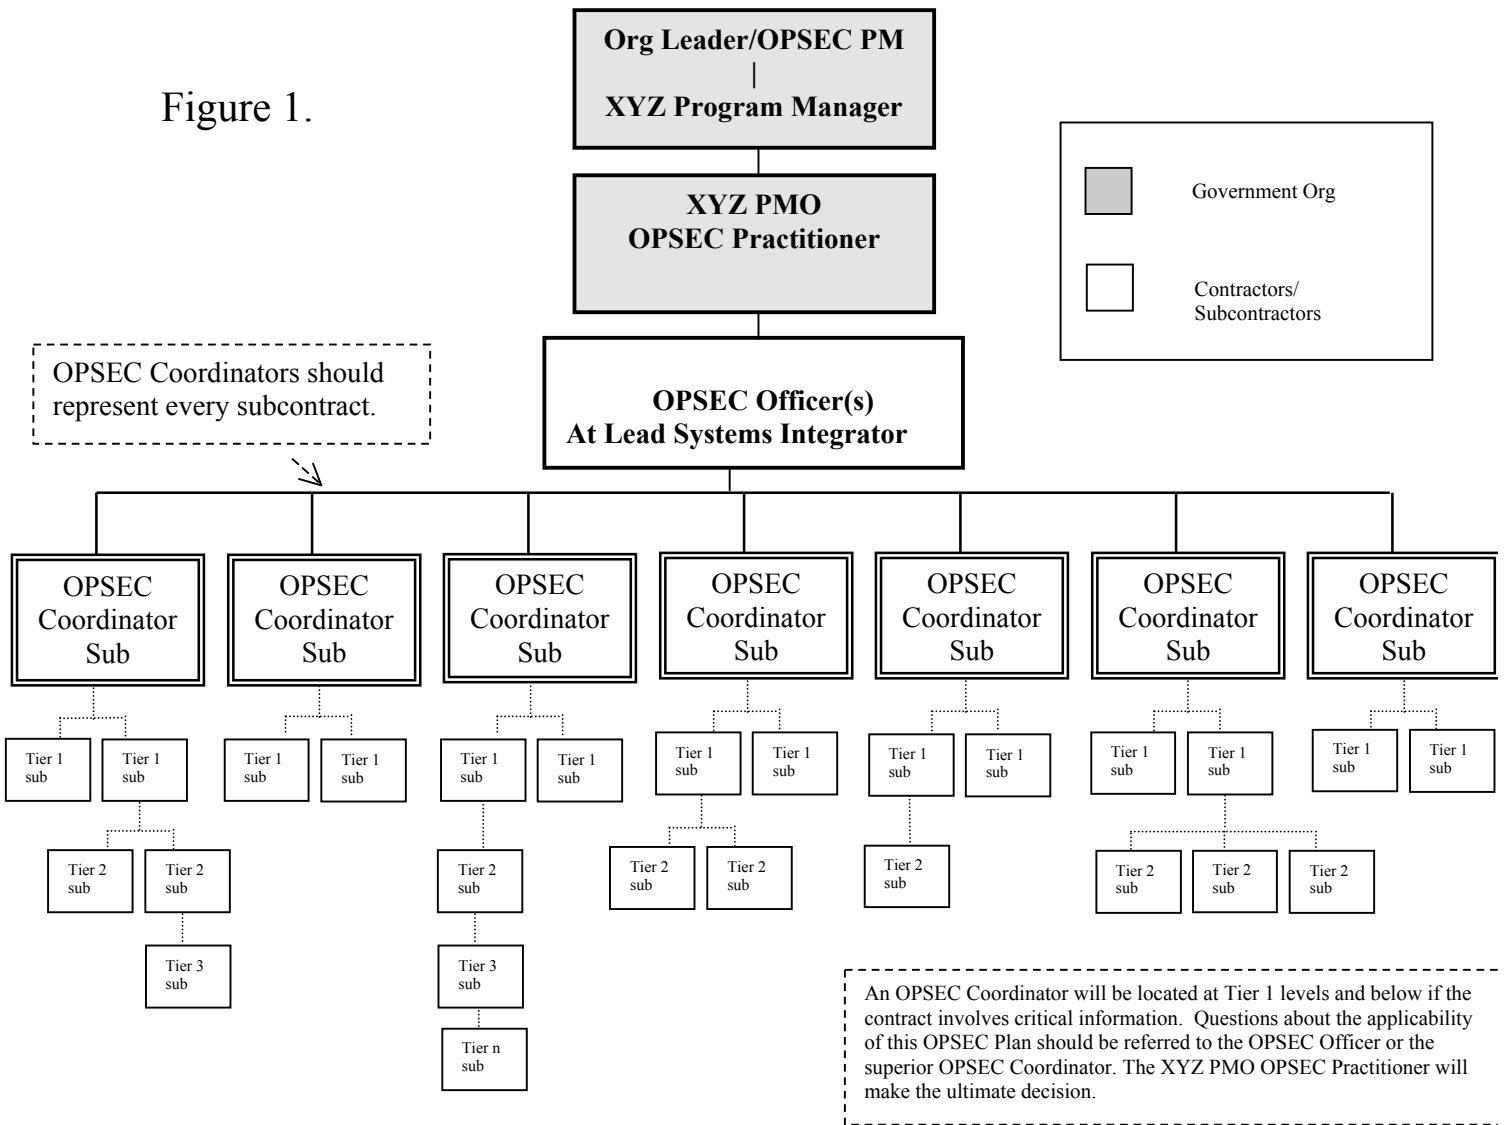 Org Leader/OPSEC PM
|
XYZ Program Manager
Figure 1.
Government Org
XYZ PMO
OPSEC Practitioner
Contractors/
Subcontractors
OPSEC Coordinators should
represent every subcontract.
OPSEC Officer(s)
At Lead Systems Integrator
OPSEC
Coordinator
Sub
OPSEC
Coordinator
Sub
OPSEC
Coordinator
Sub
OPSEC
Coordinator
Sub
OPSEC
Coordinator
Sub
OPSEC
Coordinator
Sub
OPSEC
Coordinator
Sub
Tier 1
sub
Tier 1
sub
Tier 1
sub
Tier 1
sub
Tier 1
sub
Tier 1
sub
Tier 1
sub
Tier 1
sub
Tier 1
sub
Tier 1
sub
Tier 1
sub
Tier 1
sub
Tier 1
sub
Tier 1
sub
Tier 2
sub
Tier 2
sub
Tier 2
sub
Tier 2
sub
Tier 2
sub
Tier 2
sub
Tier 2
sub
Tier 2
sub
Tier 2
sub
Tier 3
sub
Tier 3
sub
Tier n
sub
An OPSEC Coordinator will be located at Tier 1 levels and below if the
contract involves critical information.  Questions about the applicability
of this OPSEC Plan should be referred to the OPSEC Officer or the
superior OPSEC Coordinator. The XYZ PMO OPSEC Practitioner will
make the ultimate decision.